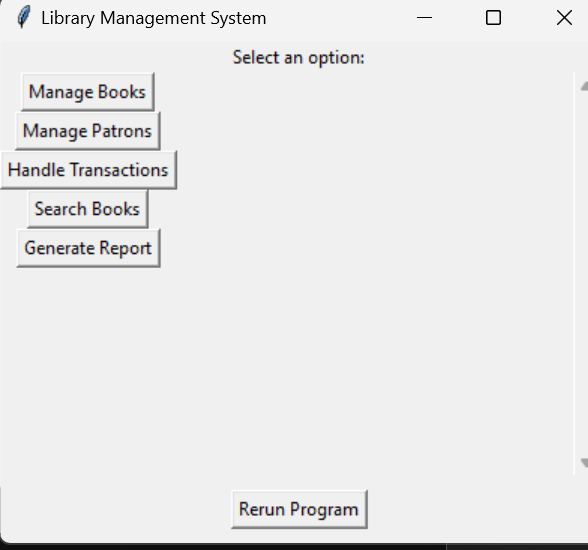 Library Management System
Select an option:
Manage Books
Manage Patrons
Handle Transactions
Search Books
Generate Report
Rerun Program